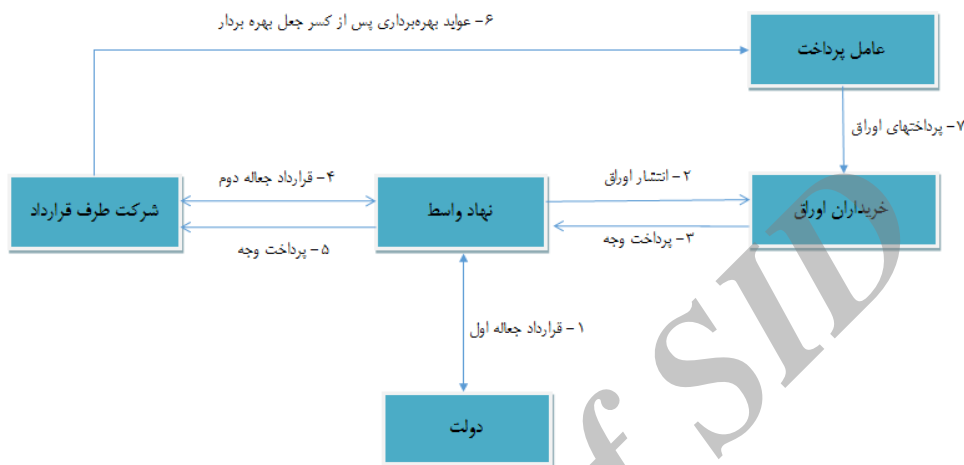 ۶- عواید بهره‌برداری پس از کسر جعل بهره بردار
عامل پرداخت
۷- پرداختهای اوراق
۴- قرارداد جعاله دوم
۲- انتشار اوراق
شرکت طرف قرارداد
نهاد واسط
خریداران اوراق
۵- پرداخت وجه
۳- پرداخت وجه
۱- قرارداد جعاله اول
دولت
f SID